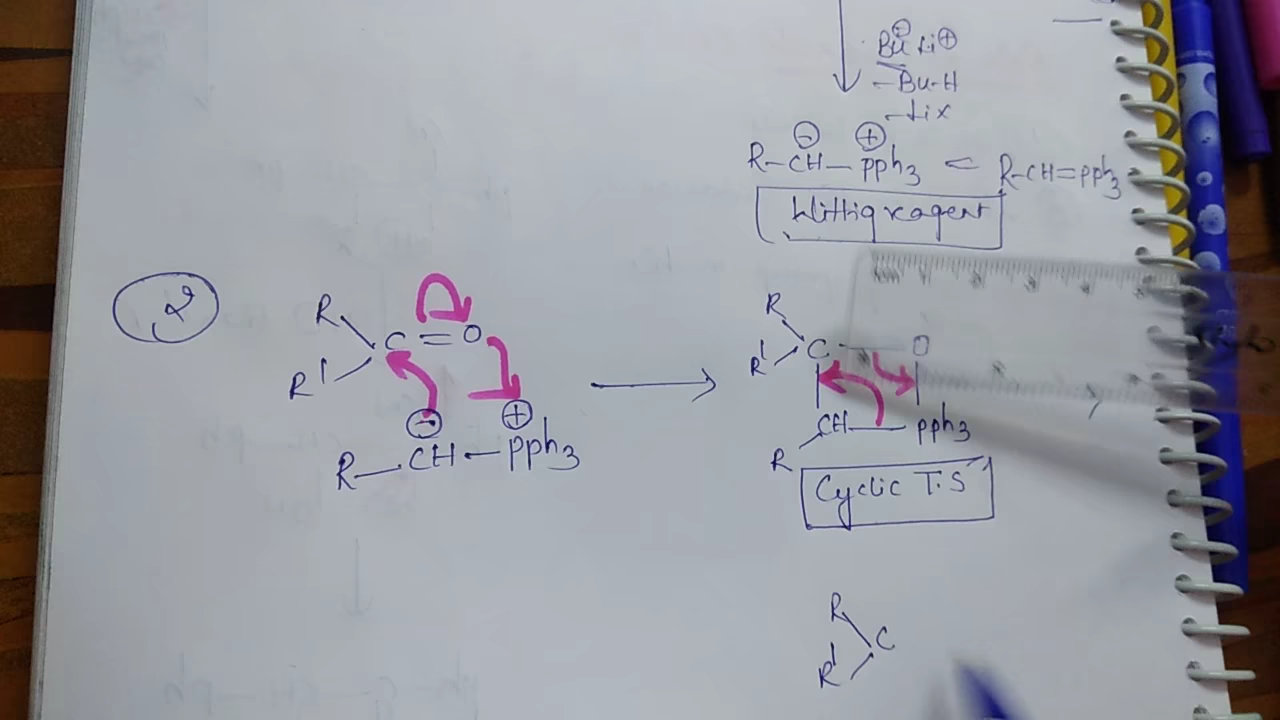 Bu⊖ Li⊕
-Bu-H
-Lix
⊖ ⊕
R-CH-pph3 = R-CH=pph3
Wittig reagent
2
R
C=O
R'
⊖ ⊕
R-CH-pph3
R
C-O
R'
CH-pph3
R
Cyclic T.S
R
C
R'